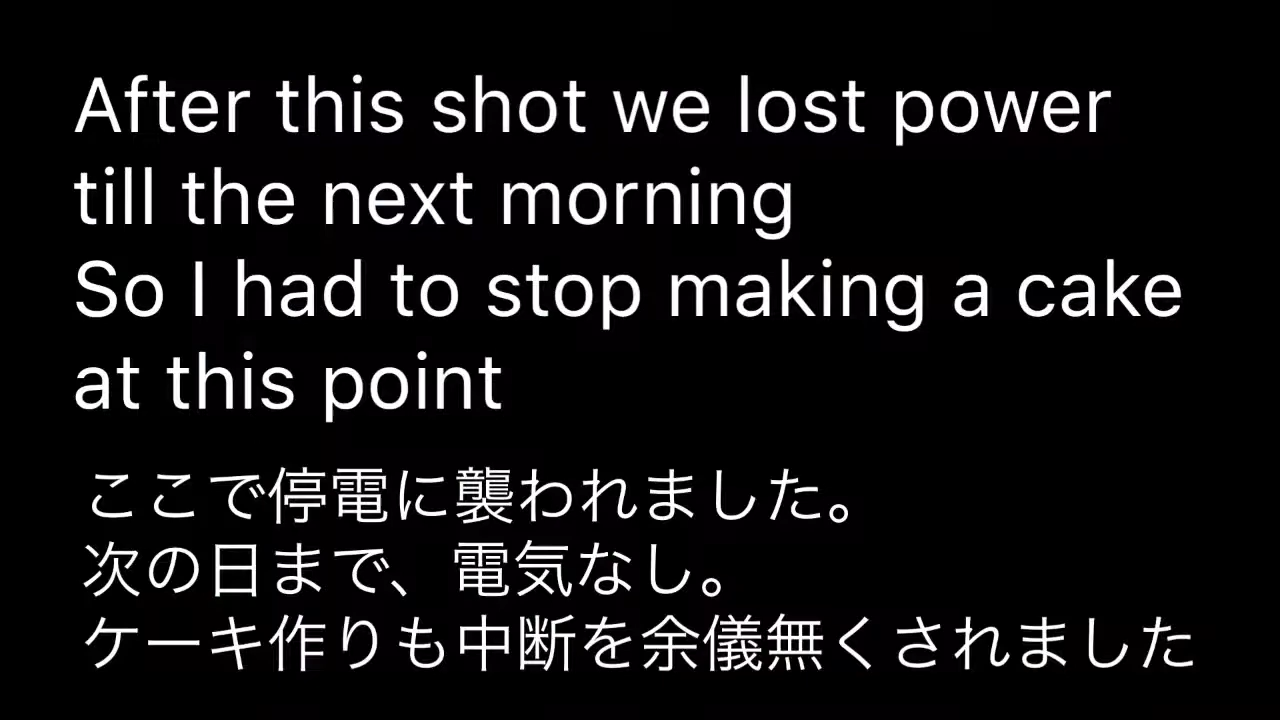 After this shot we lost power
till the next morning
So I had to stop making a cake
at this point
ここで停電に襲われました。
次の日まで、電気なし。
ケーキ作りも中断を余儀無くされました